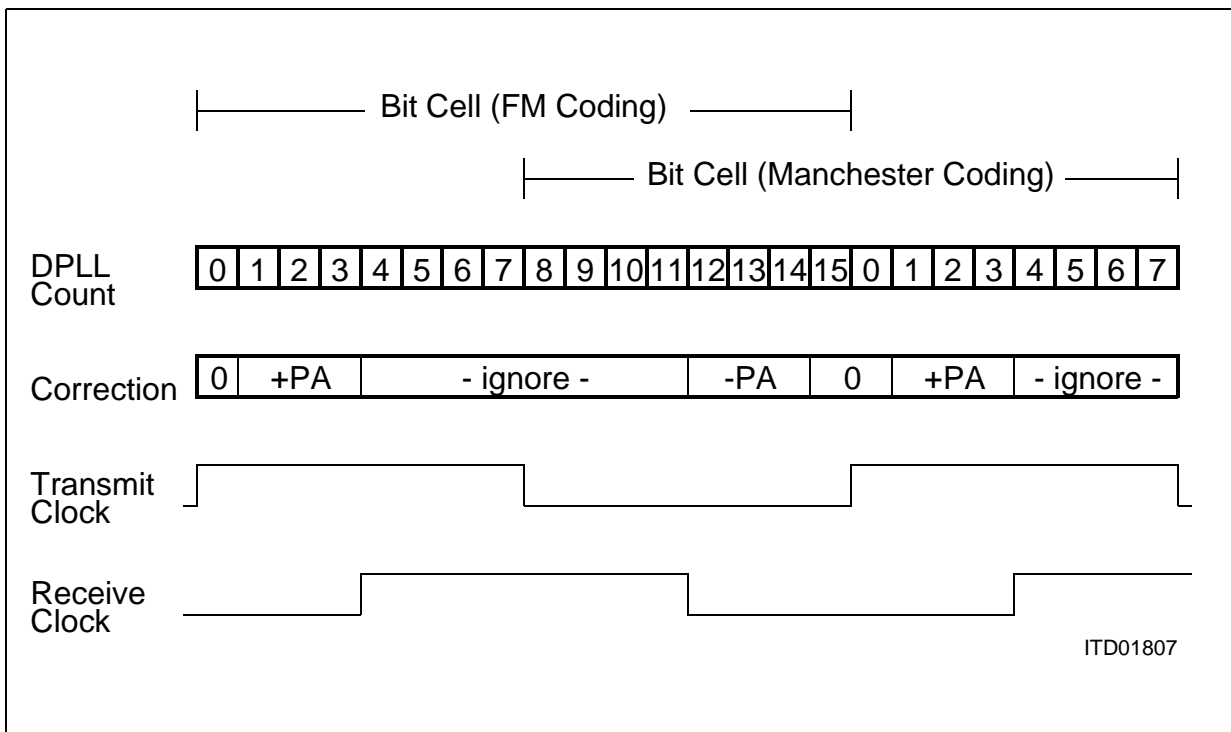 Bit Cell (FM Coding)
Bit Cell (Manchester Coding)
DPLL
Count
0 1 2 3 4 5 6 7 8 9 10 11 12 13 14 15 0 1 2 3 4 5 6 7
Correction 0 +PA - ignore - -PA 0 +PA - ignore -
Transmit
Clock
Receive
Clock
ITD01807